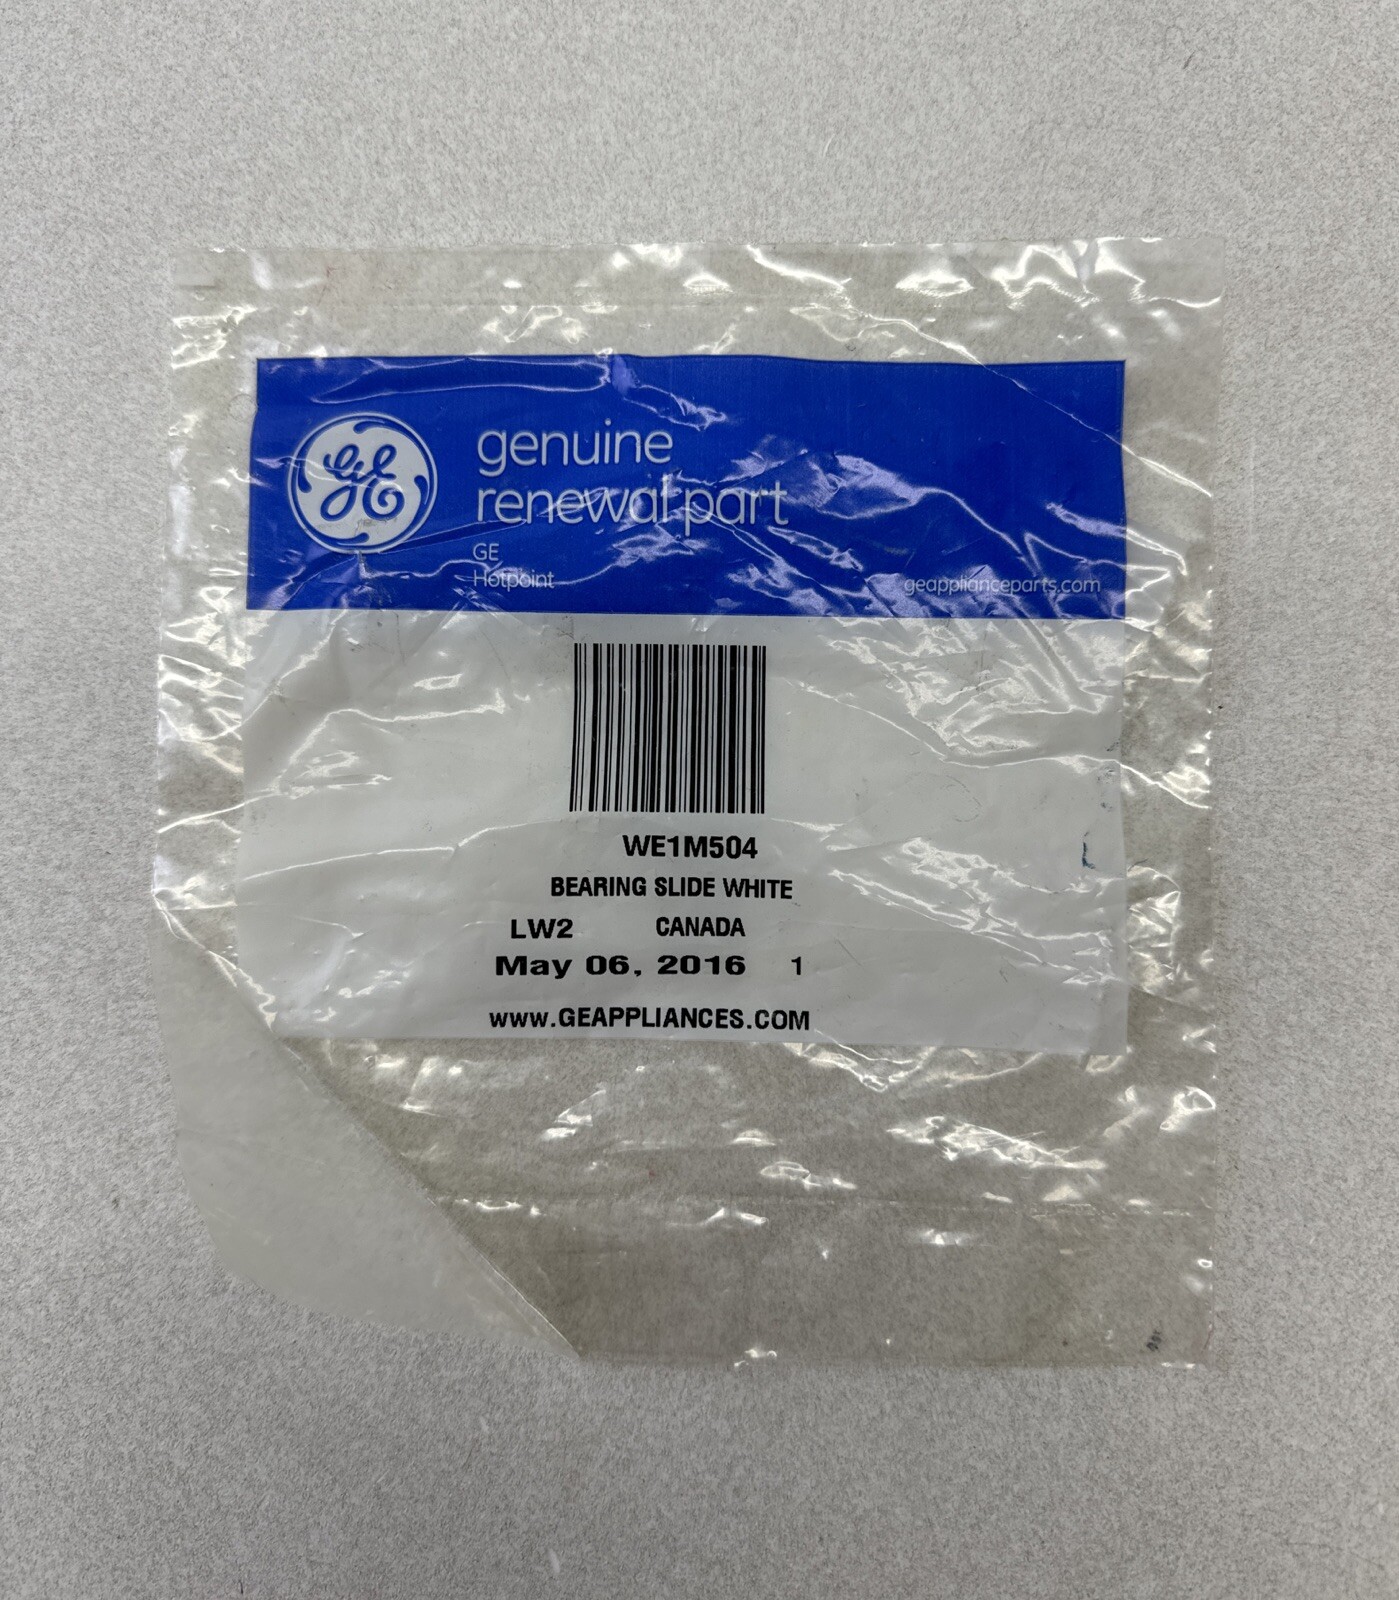 GE
genuine
renewal part
GE
Hotpoint
geapplianceparts.com
WE1M504
BEARING SLIDE WHITE
LW2 CANADA
May 06, 2016 1
www.GEAPPLIANCES.COM